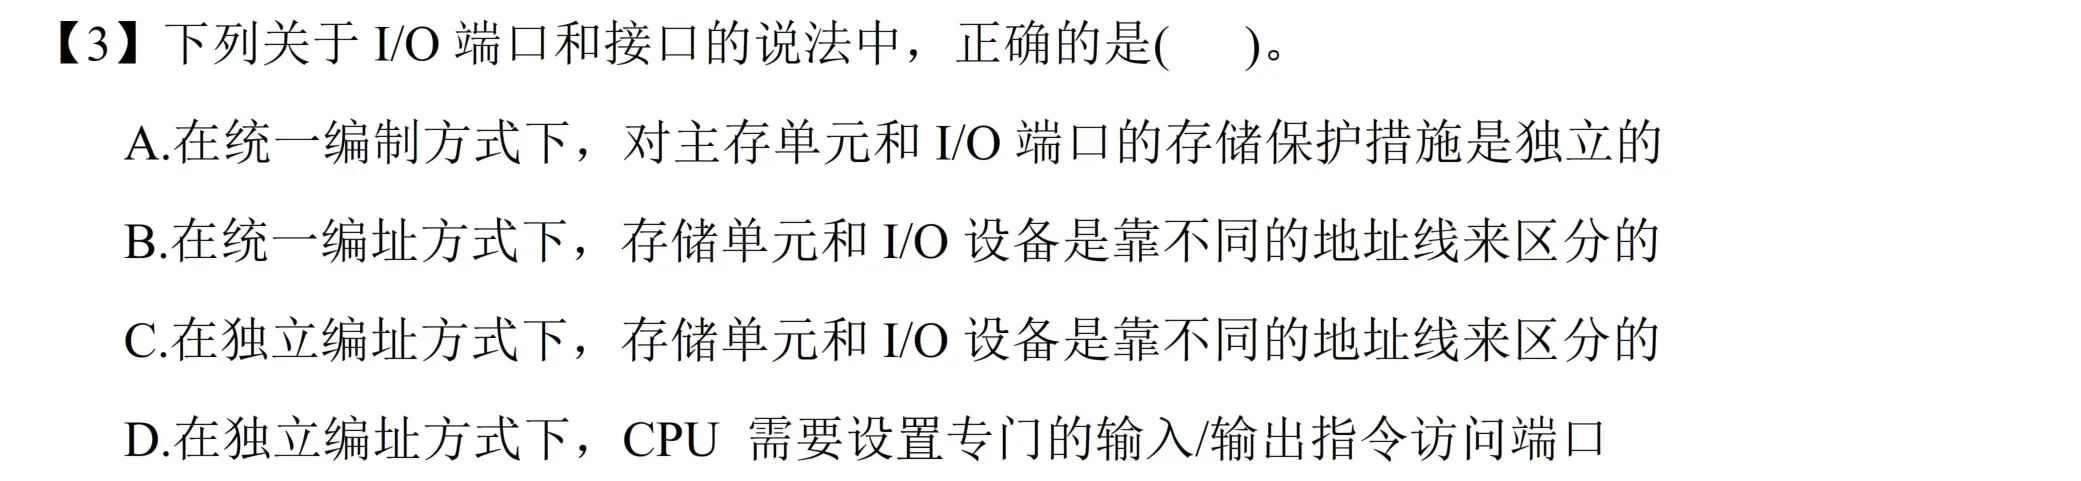 【3】下列关于 I/O 端口和接口的说法中，正确的是(    )。
A.在统一编制方式下，对主存单元和 I/O 端口的存储保护措施是独立的
B.在统一编址方式下，存储单元和 I/O 设备是靠不同的地址线来区分的
C.在独立编址方式下，存储单元和 I/O 设备是靠不同的地址线来区分的
D.在独立编址方式下，CPU 需要设置专门的输入/输出指令访问端口